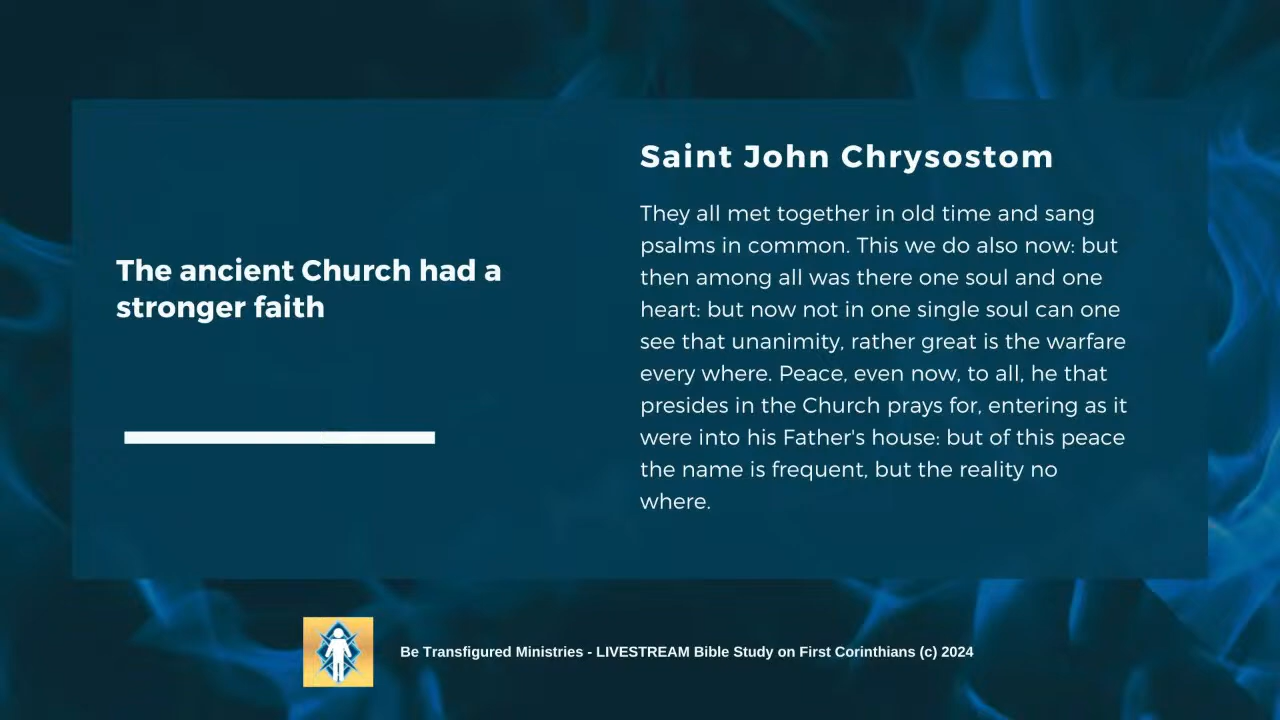 The ancient Church had a
stronger faith
Saint John Chrysostom
They all met together in old time and sang
psalms in common. This we do also now: but
then among all was there one soul and one
heart: but now not in one single soul can one
see that unanimity, rather great is the warfare
every where. Peace, even now, to all, he that
presides in the Church prays for, entering as it
were into his Father's house: but of this peace
the name is frequent, but the reality no
where.
Be Transfigured Ministries - LIVESTREAM Bible Study on First Corinthians (c) 2024